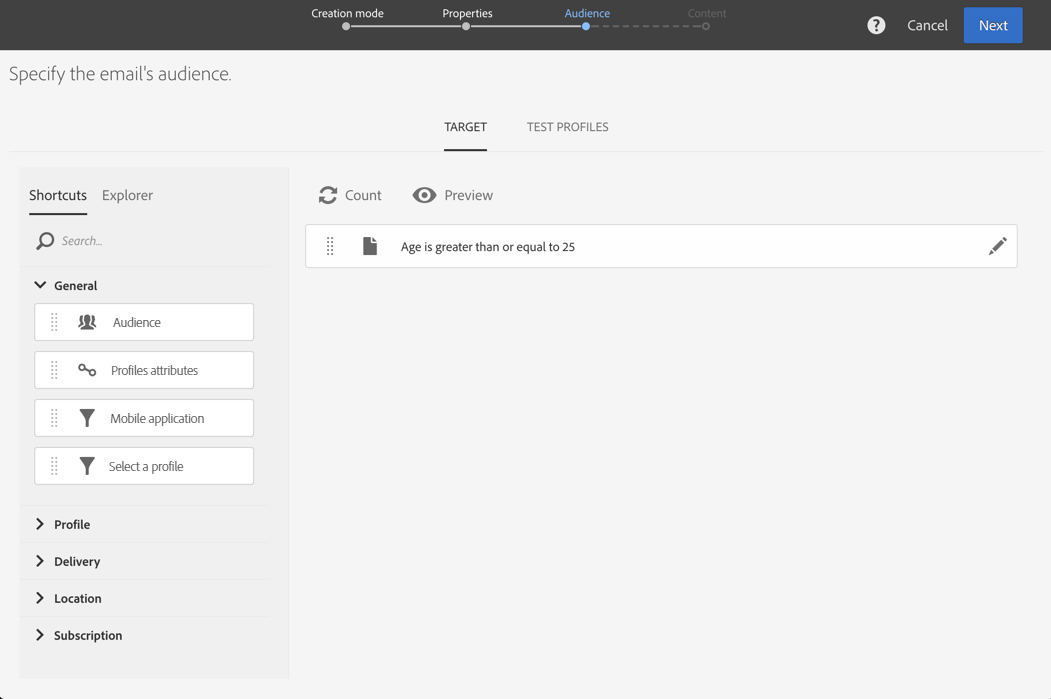 Creation mode
Properties
Audience
Content
? Cancel Next
Specify the email's audience.
TARGET TEST PROFILES
Shortcuts Explorer
Search...
General
Audience
Profiles attributes
Mobile application
Select a profile
Profile
Delivery
Location
Subscription
Count Preview
Age is greater than or equal to 25